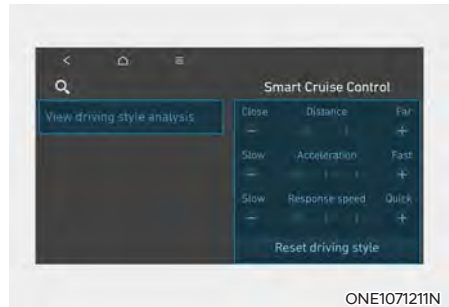 Smart Cruise Control
View driving style analysis
Close Distance Far
Slow Acceleration Fast
Slow Response speed Quick
Reset driving style
ONE1071211N